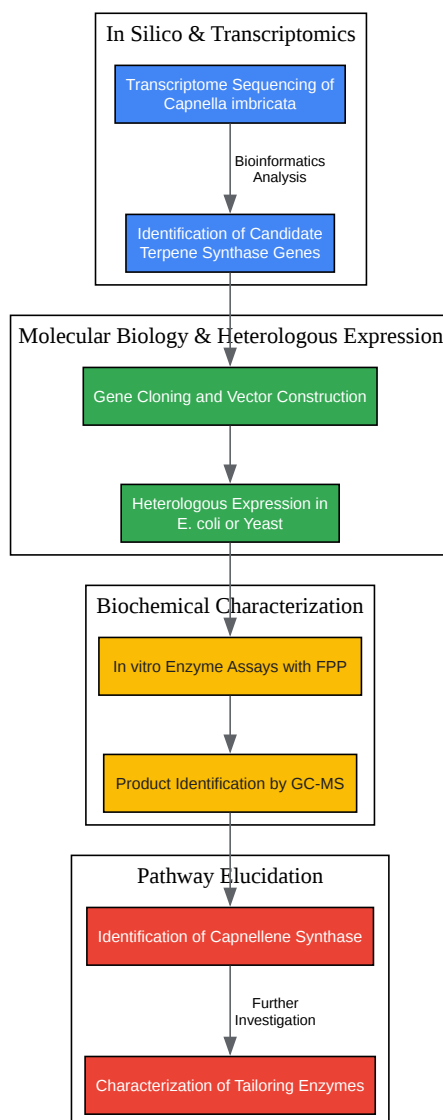 In Silico & Transcriptomics
Transcriptome Sequencing of
Capnella imbricata
Bioinformatics
Analysis
Identification of Candidate
Terpene Synthase Genes
Molecular Biology & Heterologous Expression
Gene Cloning and Vector Construction
Heterologous Expression in
E. coli or Yeast
Biochemical Characterization
In vitro Enzyme Assays with FPP
Product Identification by GC-MS
Pathway Elucidation
Identification of Capnellene Synthase
Further
Investigation
Characterization of Tailoring Enzymes